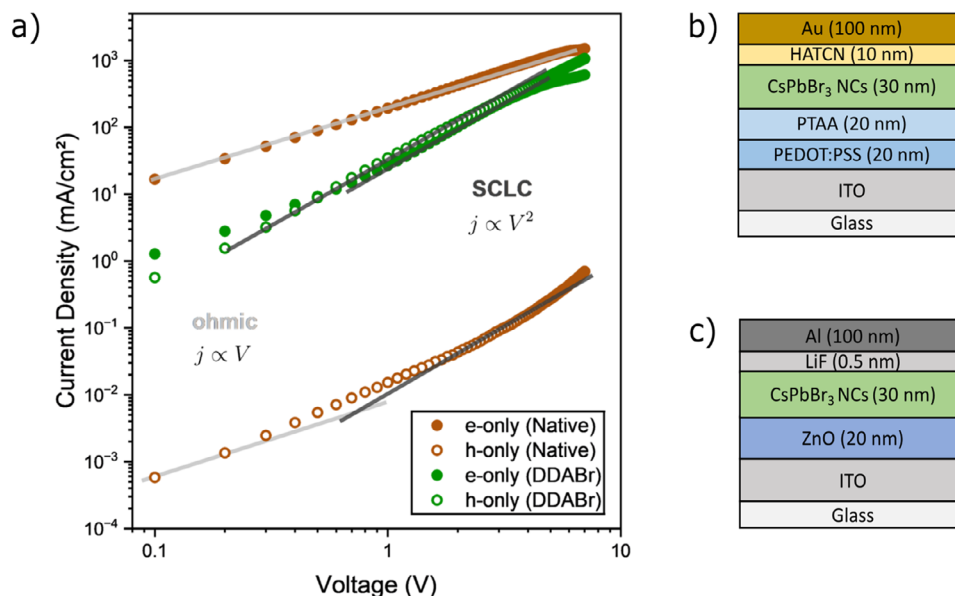 a)
Current Density (mA/cm²)
10³
10²
10¹
10⁰
10⁻¹
10⁻²
10⁻³
10⁻⁴
SCLC
j ∝ V²
ohmic
j ∝ V
e-only (Native)
h-only (Native)
e-only (DDABr)
h-only (DDABr)
0.1
1
10
Voltage (V)
b)
Au (100 nm)
HATCN (10 nm)
CsPbBr₃ NCs (30 nm)
PTAA (20 nm)
PEDOT:PSS (20 nm)
ITO
Glass
c)
Al (100 nm)
LiF (0.5 nm)
CsPbBr₃ NCs (30 nm)
ZnO (20 nm)
ITO
Glass